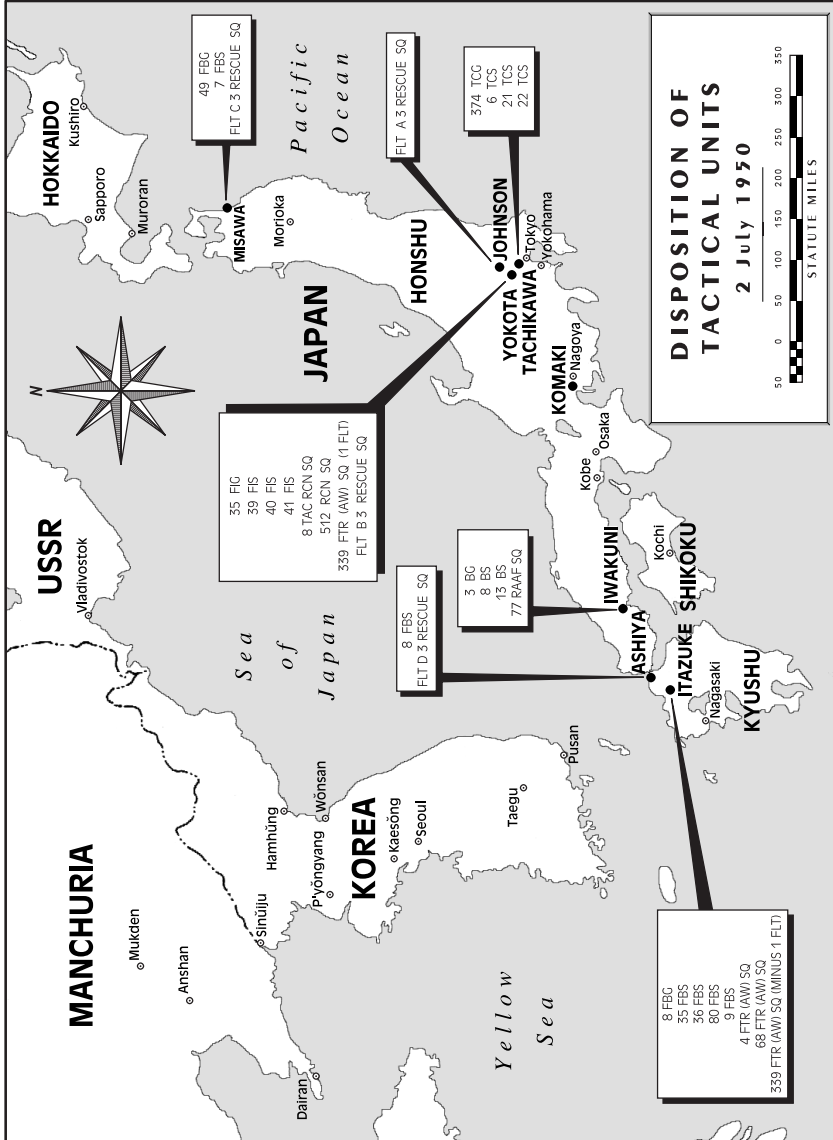 DISPOSITION OF
TACTICAL UNITS
2 July 1950
50 0 50 100 150 200 250 300 350
STATUTE MILES
N
MANCHURIA
Mukden
Anshan
Dairan
USSR
Vladivostok
Sinŭiju
Hamhŭng
P'yŏngyang
Wŏnsan
KOREA
Kaesŏng
Seoul
Taegu
Pusan
Yellow
Sea
Sea
of
Japan
Pacific
Ocean
HOKKAIDO
Kushiro
Sapporo
Muroran
MISAWA
Morioka
JAPAN
HONSHU
JOHNSON
YOKOTA
TACHIKAWA
Tokyo
Yokohama
KOMAKI
Nagoya
Osaka
Kobe
IWAKUNI
Kochi
SHIKOKU
ASHIYA
ITAZUKE
Nagasaki
KYUSHU
49 FBG
7 FBS
FLT C 3 RESCUE SQ
FLT A 3 RESCUE SQ
374 TCG
6 TCS
21 TCS
22 TCS
35 FIG
39 FIS
40 FIS
41 FIS
8 TAC RCN SQ
512 RCN SQ
339 FTR (AW) SQ (1 FLT)
FLT B 3 RESCUE SQ
3 BG
8 BS
13 BS
77 RAAF SQ
8 FBS
FLT D 3 RESCUE SQ
8 FBG
35 FBS
36 FBS
80 FBS
9 FBS
4 FTR (AW) SQ
68 FTR (AW) SQ
339 FTR (AW) SQ (MINUS 1 FLT)